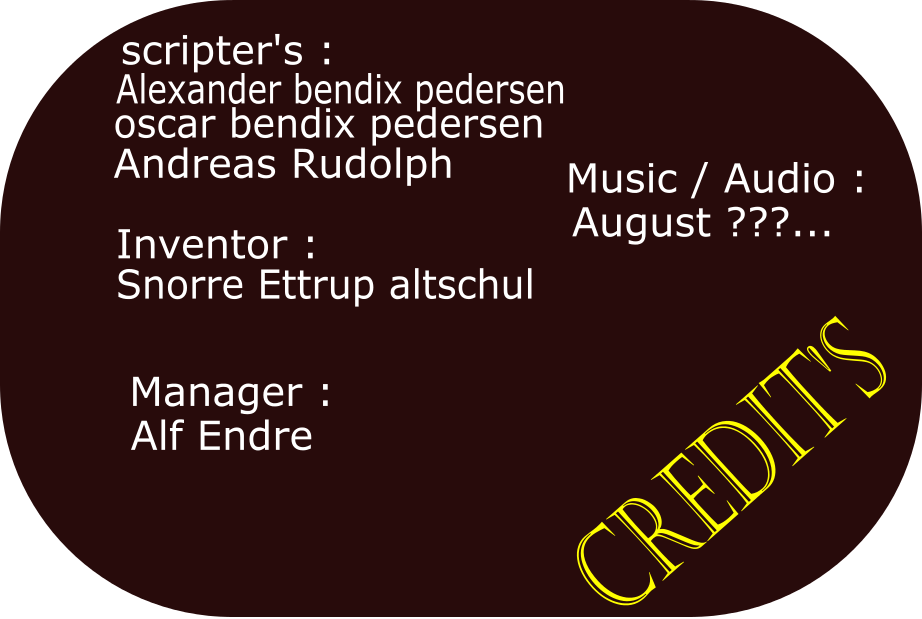 scripter's :
Alexander bendix pedersen
oscar bendix pedersen
Andreas Rudolph
Music / Audio :
August ???...
Inventor :
Snorre Ettrup altschul
Manager :
Alf Endre
CREDIT'S